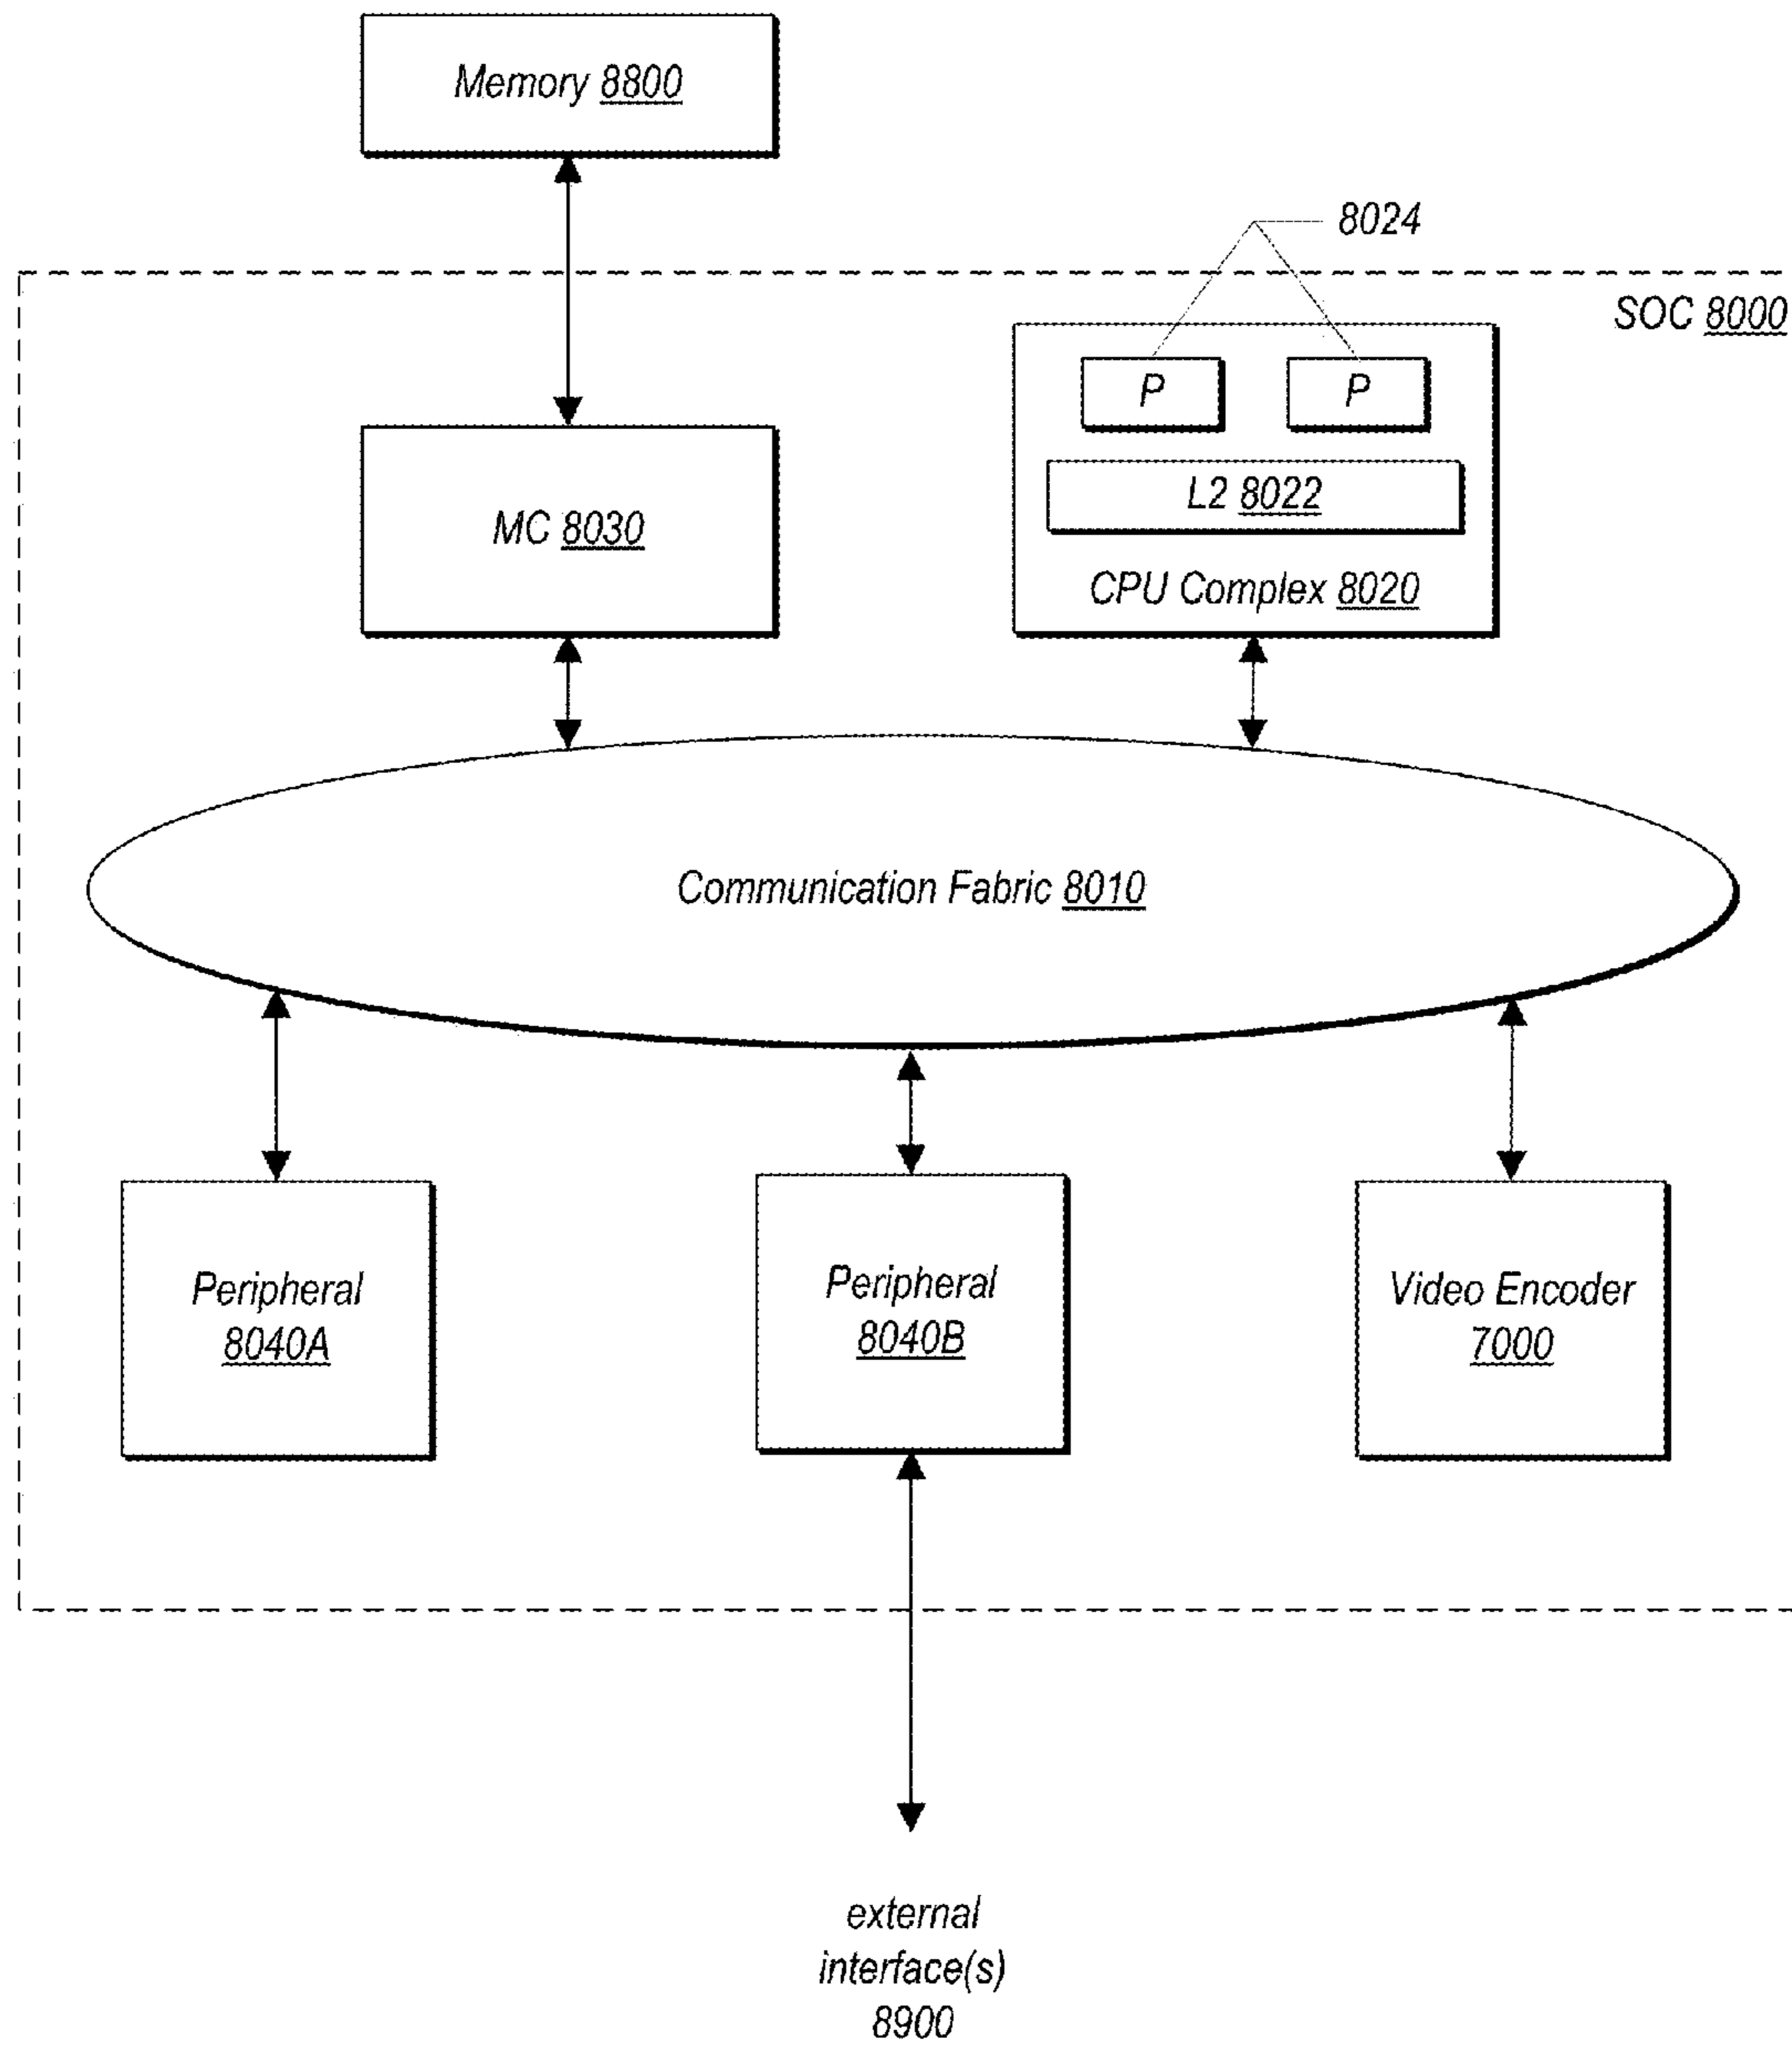 Memory 8800
8024
SOC 8000
P P
L2 8022
MC 8030
CPU Complex 8020
Communication Fabric 8010
Peripheral
8040A
Peripheral
8040B
Video Encoder
7000
external
interface(s)
8900